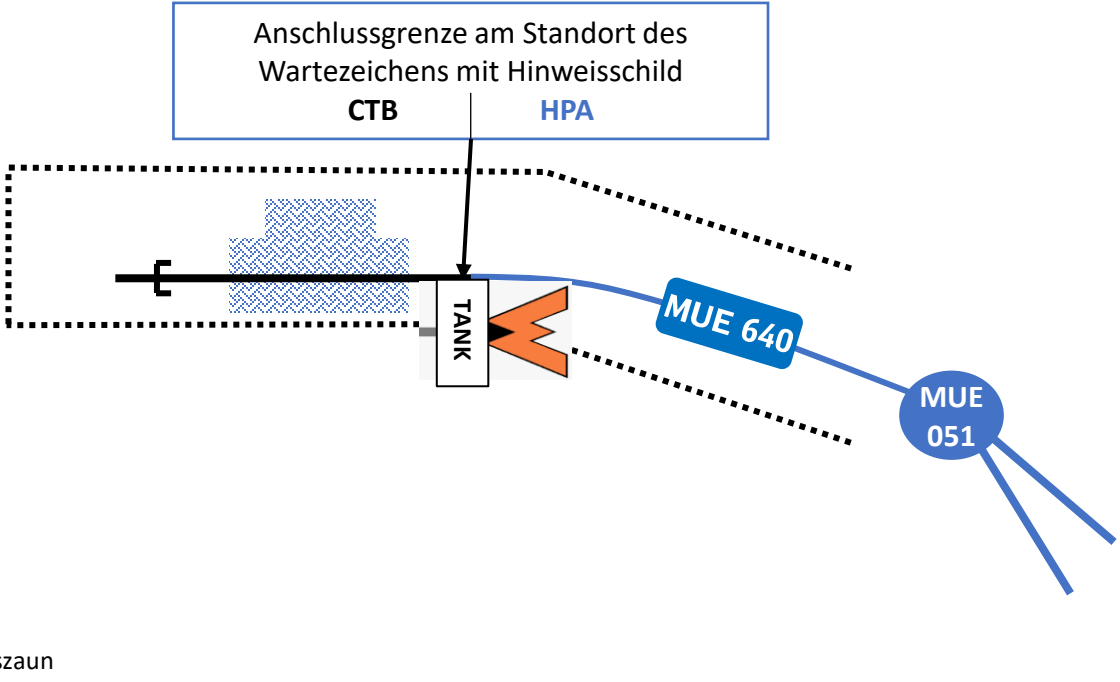 Anschlussgrenze am Standort des
Wartezeichens mit Hinweisschild
CTB HPA
TANK
MUE 640
MUE
051
szaun